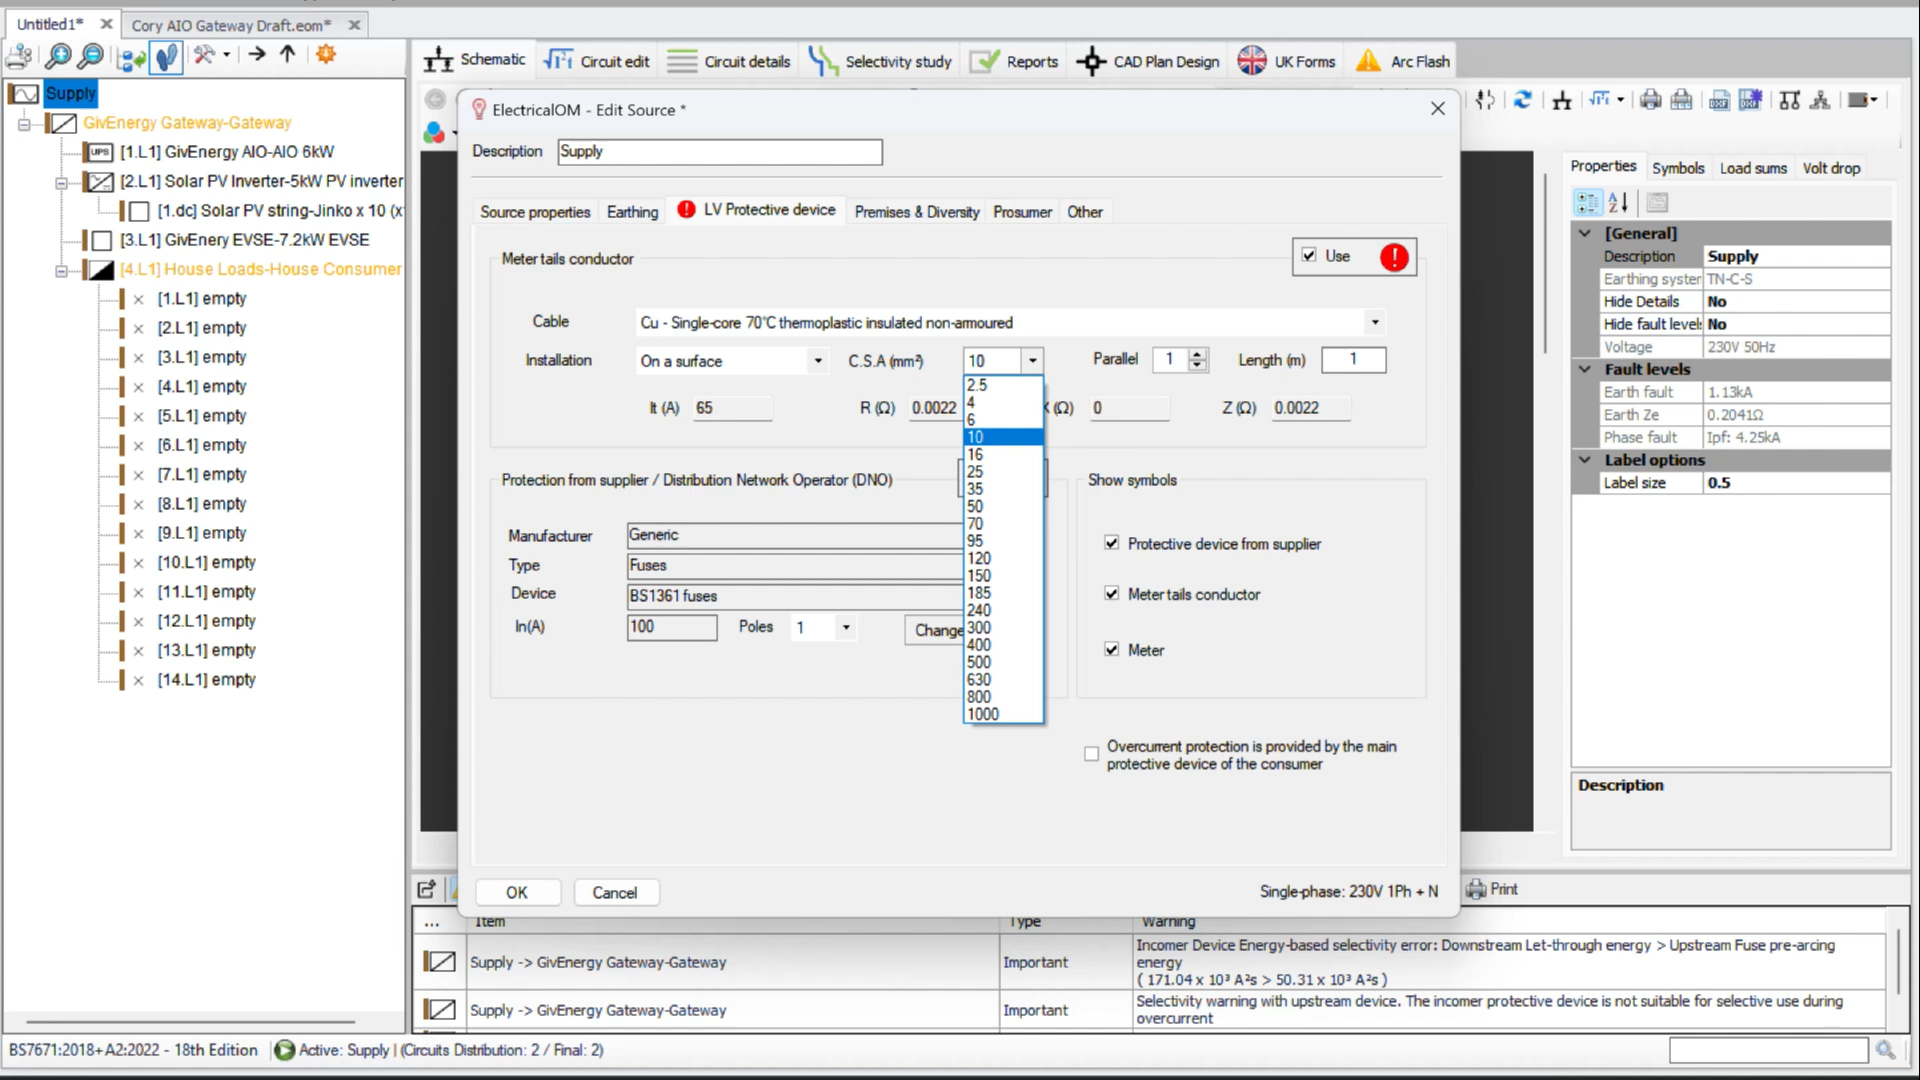 Untitled1*
Cory AIO Gateway Draft.eom*
Schematic
Circuit edit
Circuit details
Selectivity study
Reports
CAD Plan Design
UK Forms
Arc Flash
Supply
GivEnergy Gateway-Gateway
[1.L1] GivEnergy AIO-AIO 6kW
[2.L1] Solar PV Inverter-5kW PV inverter
[1.dc] Solar PV string-Jinko x 10 (x
[3.L1] GivEnery EVSE-7.2kW EVSE
[4.L1] House Loads-House Consumer
[1.L1] empty
[2.L1] empty
[3.L1] empty
[4.L1] empty
[5.L1] empty
[6.L1] empty
[7.L1] empty
[8.L1] empty
[9.L1] empty
[10.L1] empty
[11.L1] empty
[12.L1] empty
[13.L1] empty
[14.L1] empty
ElectricalOM - Edit Source *
Description Supply
Source properties
Earthing
LV Protective device
Premises & Diversity
Prosumer
Other
Meter tails conductor
Use
Cable Cu - Single-core 70°C thermoplastic insulated non-armoured
Installation On a surface C.S.A (mm²) 10 Parallel 1 Length (m) 1
It (A) 65 R (Ω) 0.0022 X (Ω) 0 Z (Ω) 0.0022
2.5
4
6
10
16
25
35
50
70
95
120
150
185
240
300
400
500
630
800
1000
Protection from supplier / Distribution Network Operator (DNO)
Manufacturer Generic
Type Fuses
Device BS1361 fuses
In(A) 100 Poles 1 Change
Show symbols
Protective device from supplier
Meter tails conductor
Meter
Overcurrent protection is provided by the main
protective device of the consumer
OK
Cancel
Single-phase: 230V 1Ph + N
Properties
Symbols
Load sums
Volt drop
[General]
Description Supply
Earthing system TN-C-S
Hide Details No
Hide fault levels No
Voltage 230V 50Hz
Fault levels
Earth fault 1.13kA
Earth Ze 0.2041Ω
Phase fault Ipf: 4.25kA
Label options
Label size 0.5
Description
Print
... Item Type Warning
Supply -> GivEnergy Gateway-Gateway Important Incomer Device Energy-based selectivity error: Downstream Let-through energy > Upstream Fuse pre-arcing
energy
( 171.04 x 10³ A²s > 50.31 x 10³ A²s )
Supply -> GivEnergy Gateway-Gateway Important Selectivity warning with upstream device. The incomer protective device is not suitable for selective use during
overcurrent
BS7671:2018+A2:2022 - 18th Edition
Active: Supply | (Circuits Distribution: 2 / Final: 2)